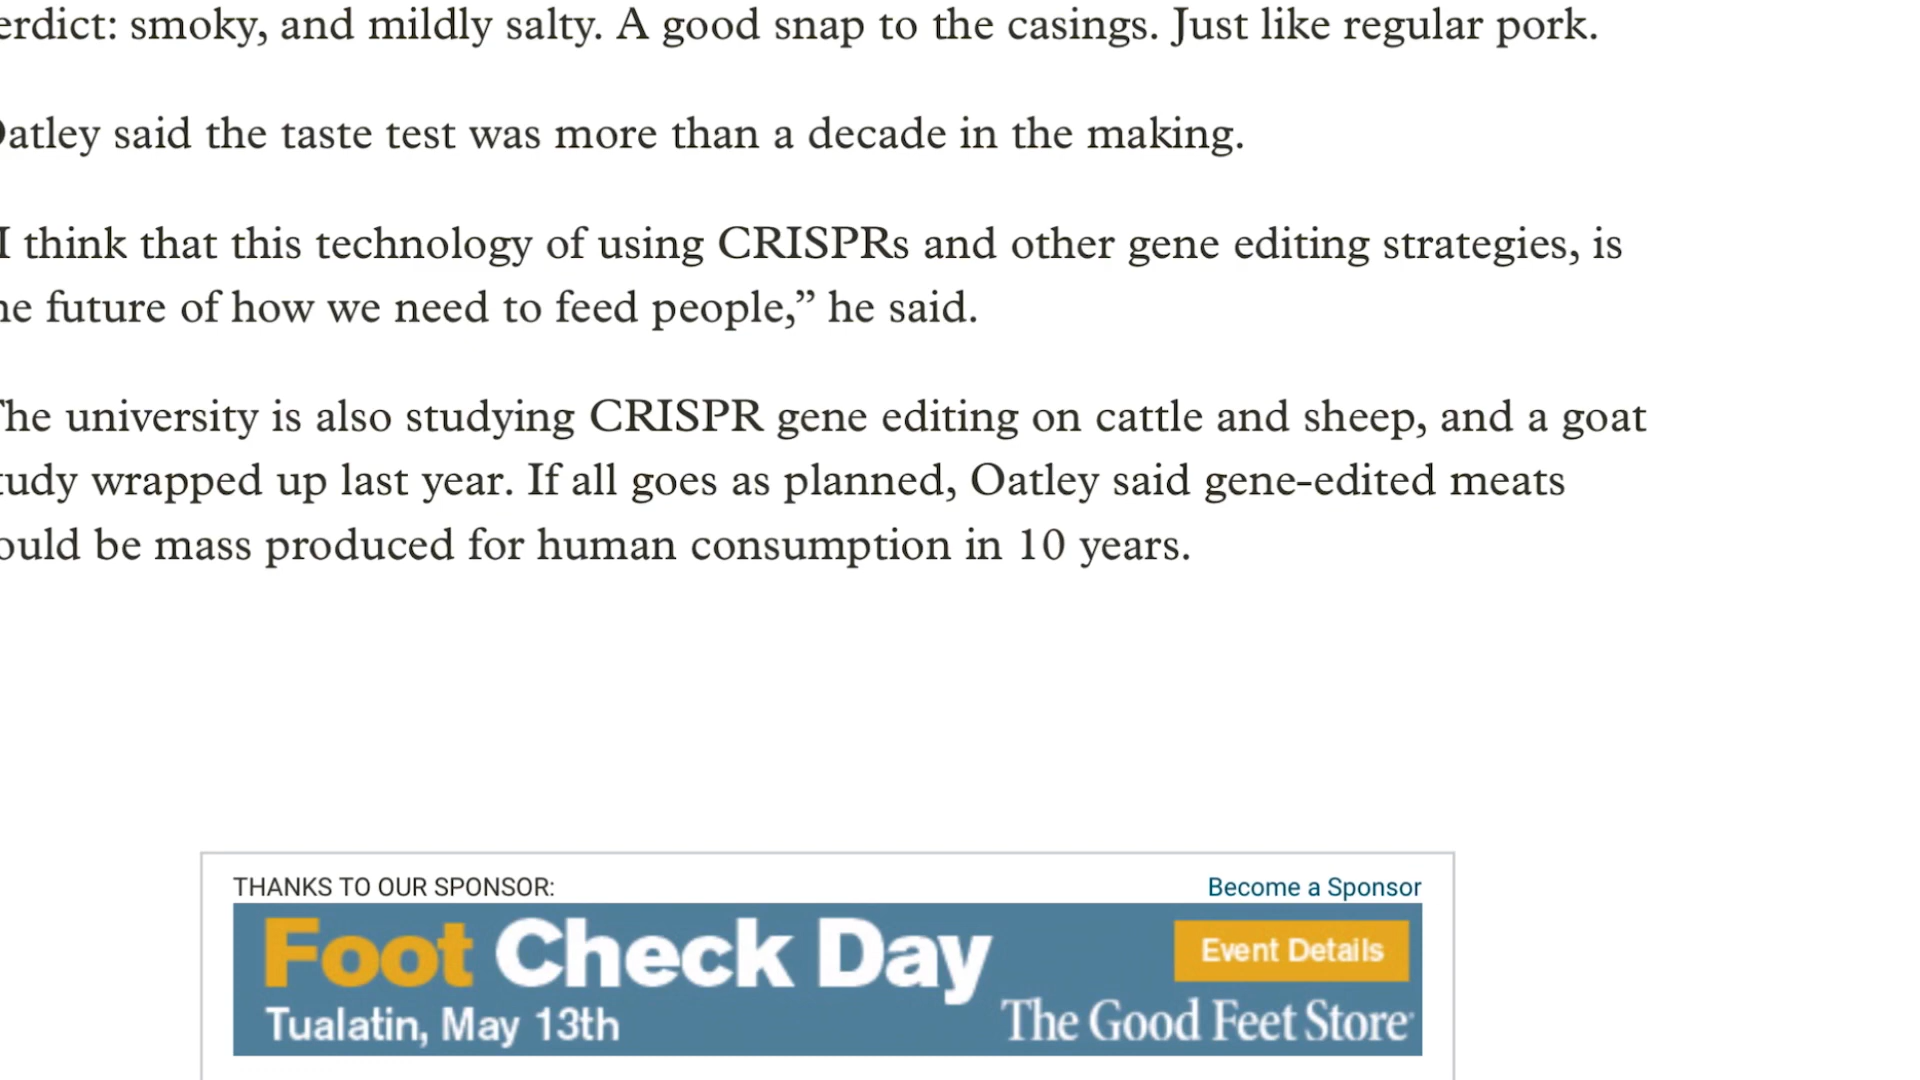 erdict: smoky, and mildly salty. A good snap to the casings. Just like regular pork.
Oatley said the taste test was more than a decade in the making.
I think that this technology of using CRISPRs and other gene editing strategies, is
he future of how we need to feed people,” he said.
The university is also studying CRISPR gene editing on cattle and sheep, and a goat
tudy wrapped up last year. If all goes as planned, Oatley said gene-edited meats
ould be mass produced for human consumption in 10 years.
THANKS TO OUR SPONSOR:
Become a Sponsor
Foot Check Day
Event Details
Tualatin, May 13th
The Good Feet Store